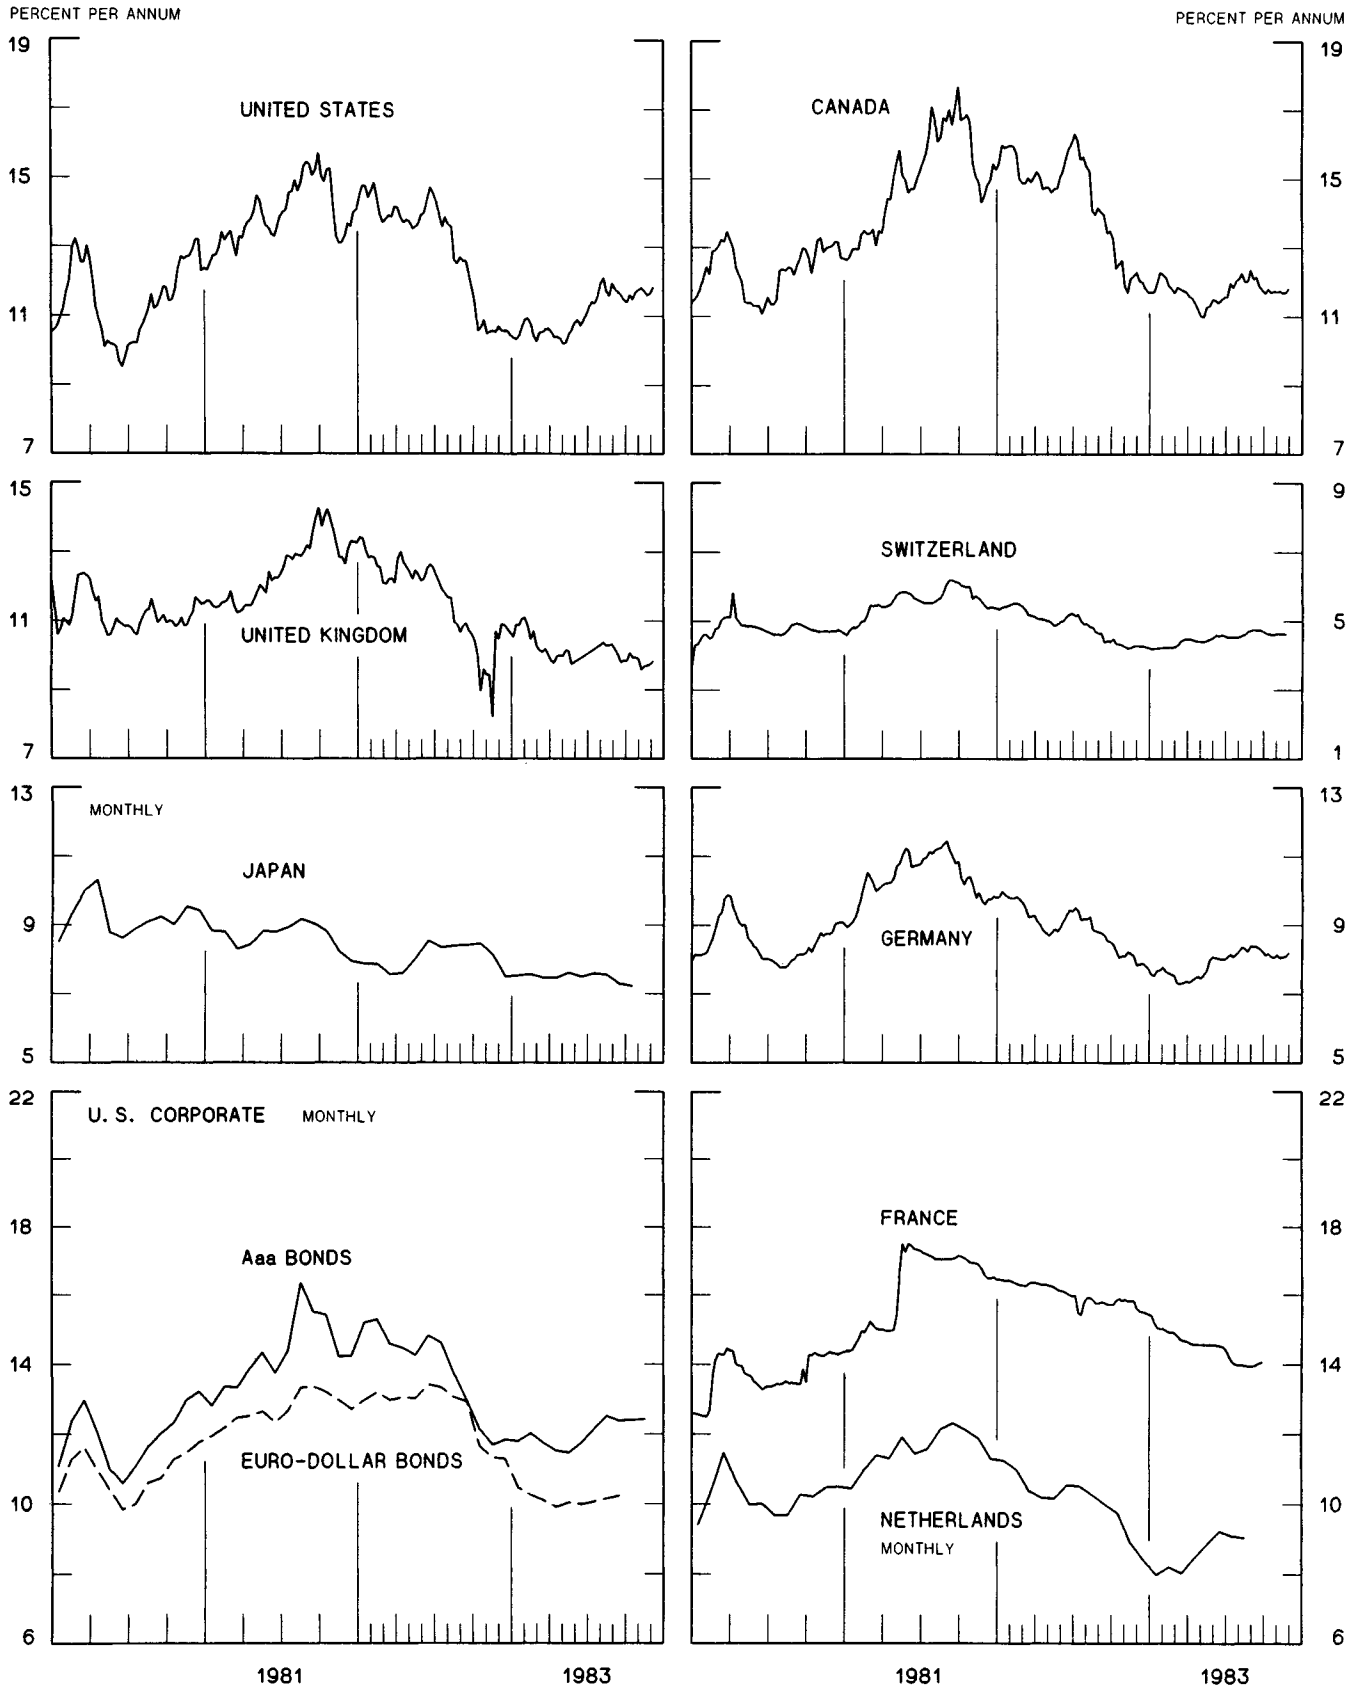 PERCENT PER ANNUM
PERCENT PER ANNUM
19
UNITED STATES
15
11
7
CANADA
19
15
11
7
15
UNITED KINGDOM
11
7
SWITZERLAND
9
5
1
13
MONTHLY
JAPAN
9
5
GERMANY
13
9
5
22
U.S. CORPORATE MONTHLY
18
Aaa BONDS
14
EURO-DOLLAR BONDS
10
6
1981 1983
FRANCE
NETHERLANDS
MONTHLY
22
18
14
10
6
1981 1983